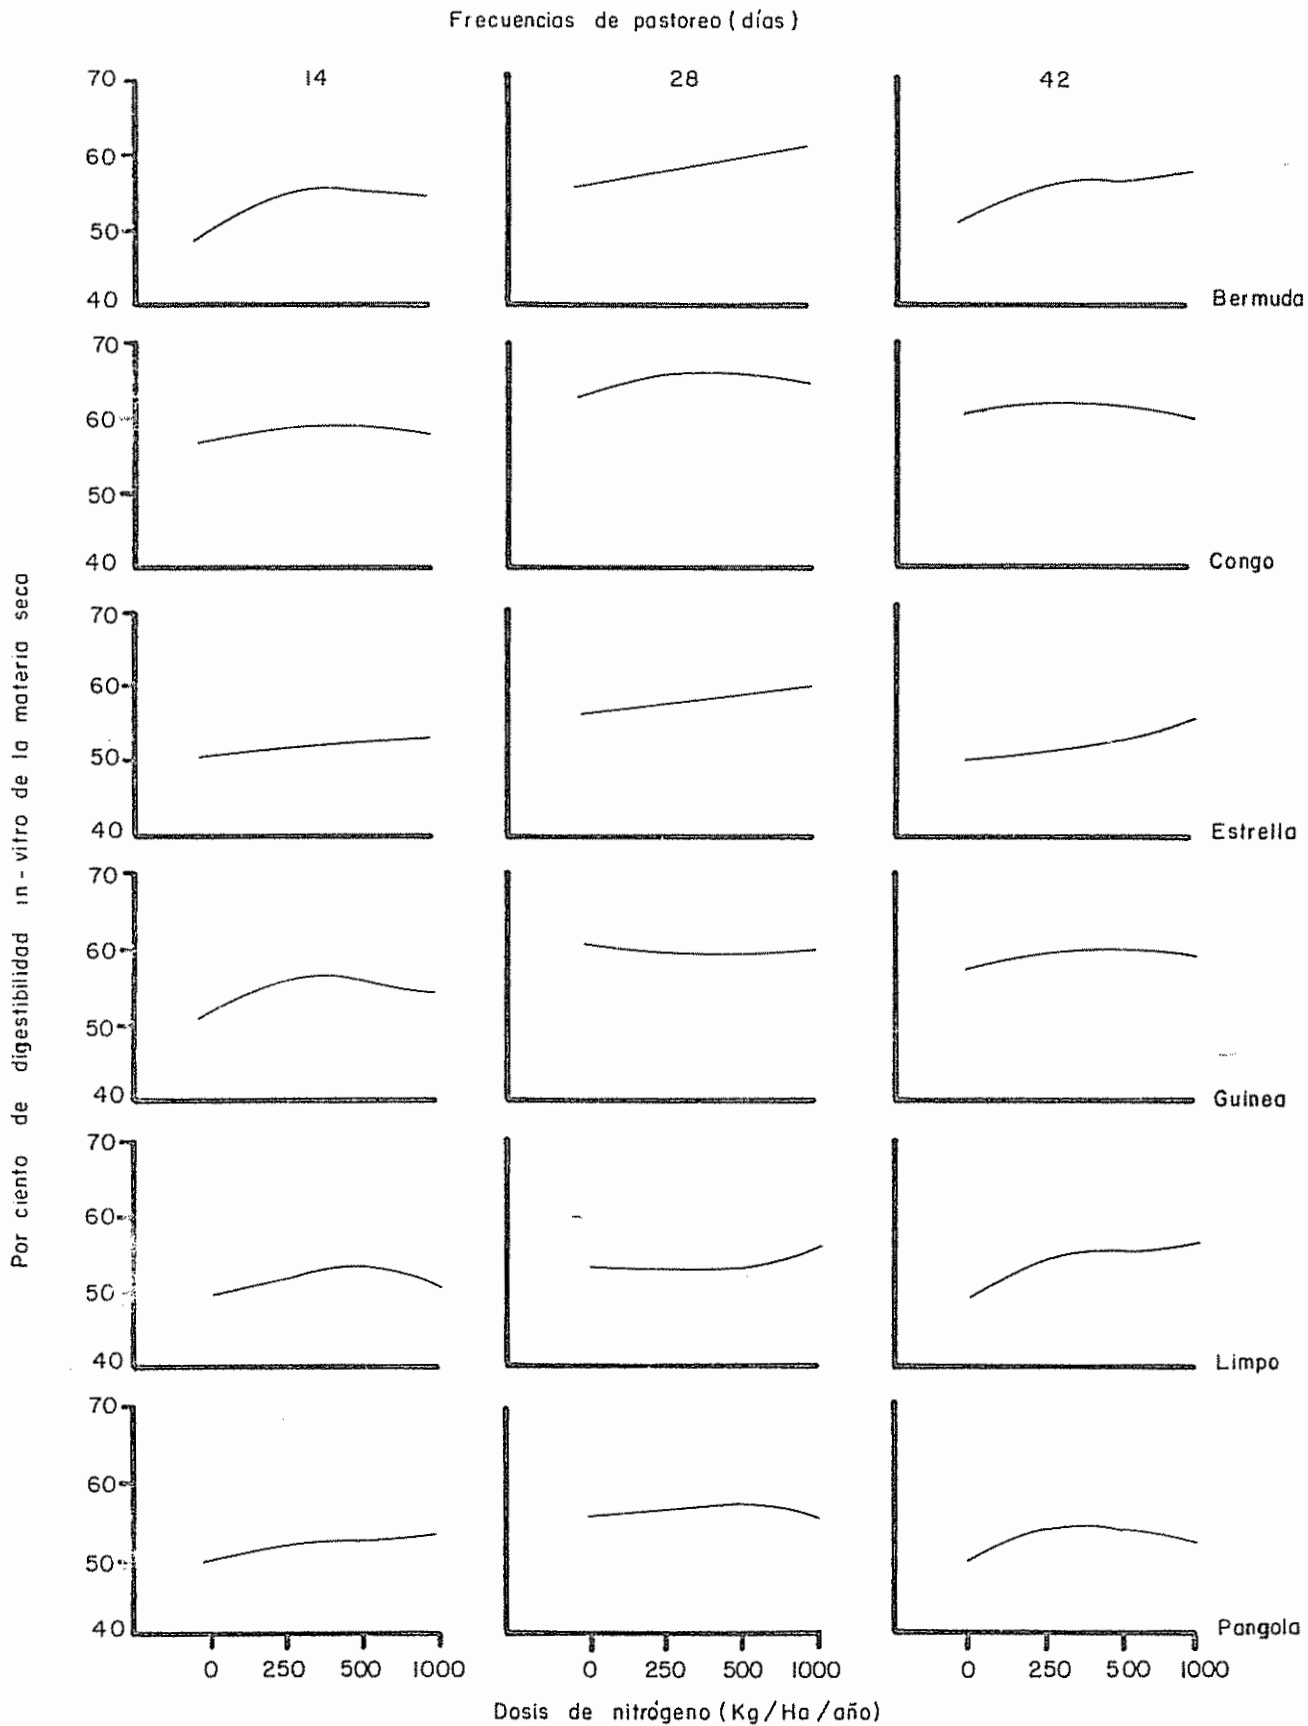 Frecuencias de pastoreo (días)
14 28 42
70
60
50
40
Bermuda
70
60
50
40
Congo
70
60
50
40
Estrella
70
60
50
40
Guinea
70
60
50
40
Limpo
70
60
50
40
Pangola
0 250 500 1000 0 250 500 1000 0 250 500 1000
Dosis de nitrógeno (Kg/Ha/año)
Por ciento de digestibilidad in-vitro de la materia seca